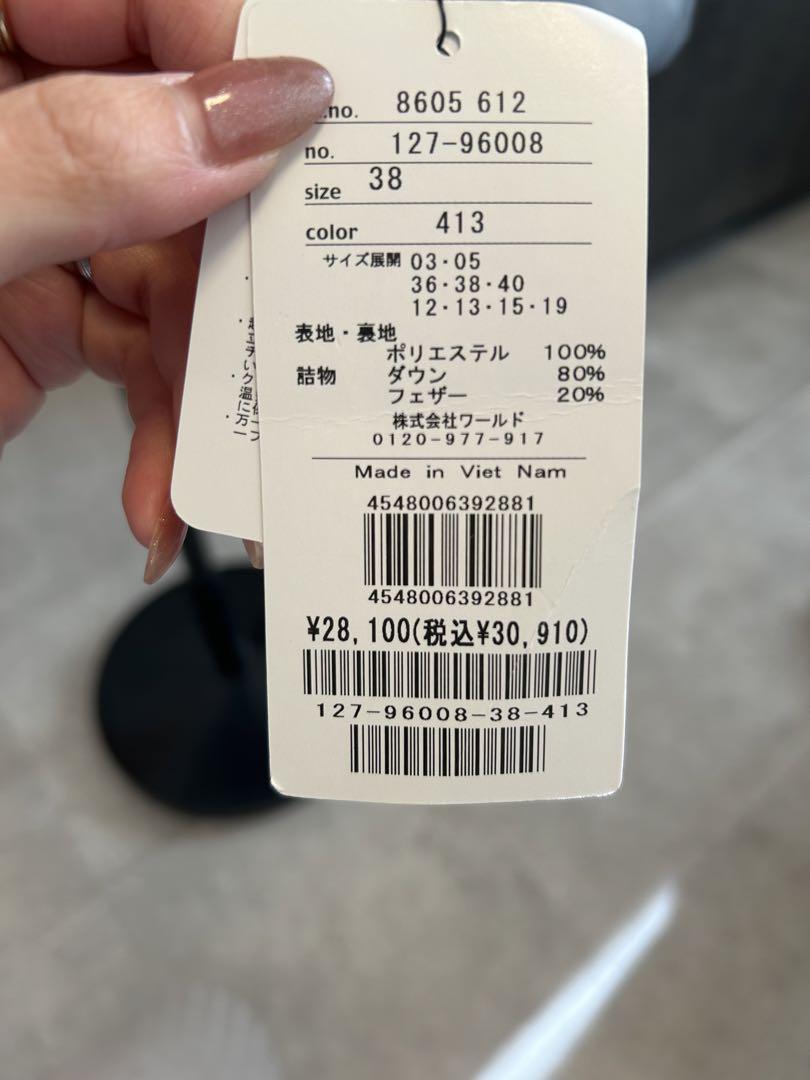 .no. 8605 612
no. 127-96008
size 38
color 413
サイズ展開 03・05
36・38・40
12・13・15・19
表地・裏地
ポリエステル 100%
詰物 ダウン 80%
フェザー 20%
株式会社ワールド
0120-977-917
Made in Viet Nam
4548006392881
4548006392881
¥28,100(税込¥30,910)
127-96008-38-413